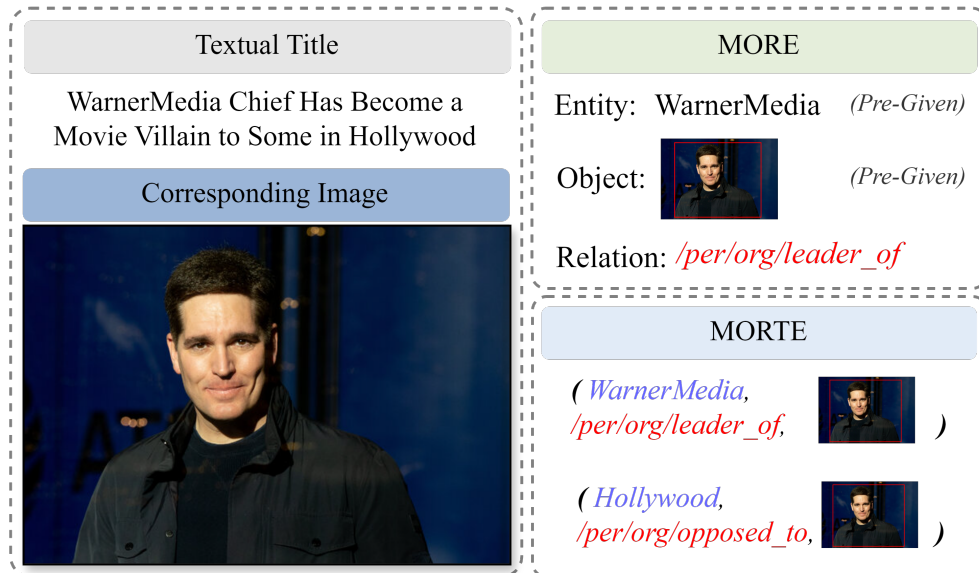 Textual Title
WarnerMedia Chief Has Become a
Movie Villain to Some in Hollywood
Corresponding Image
MORE
Entity: WarnerMedia (Pre-Given)
Object: (Pre-Given)
Relation: /per/org/leader_of
MORTE
( WarnerMedia,
/per/org/leader_of, )
( Hollywood,
/per/org/opposed_to, )